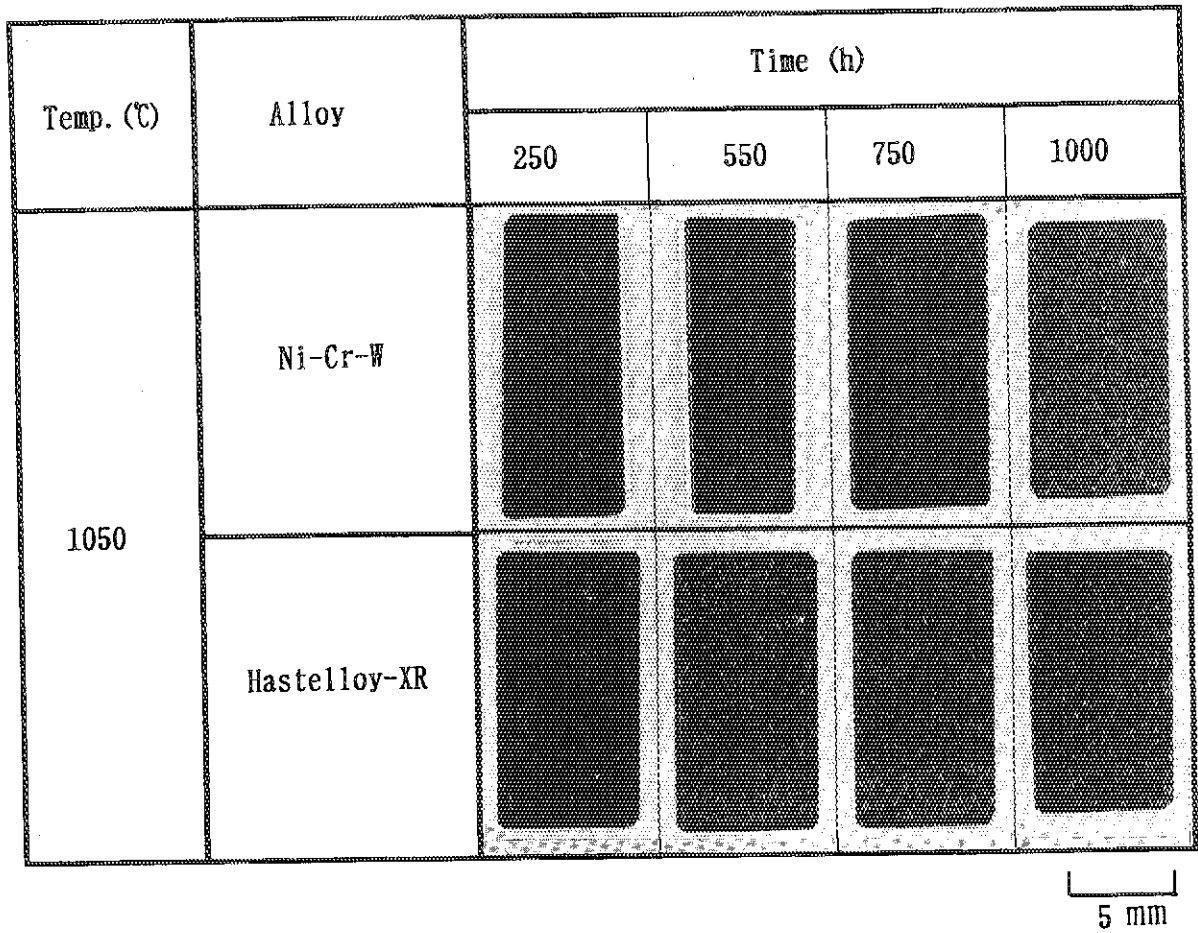 Time (h)
Temp. (℃) Alloy
250 550 750 1000
Ni-Cr-W
1050
Hastelloy-XR
5 mm